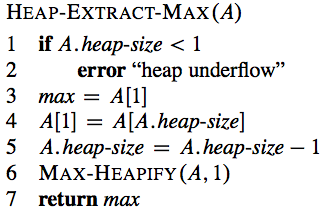 HEAP-EXTRACT-MAX(A)
1 if A.heap-size < 1
2 error “heap underflow”
3 max = A[1]
4 A[1] = A[A.heap-size]
5 A.heap-size = A.heap-size − 1
6 MAX-HEAPIFY(A, 1)
7 return max